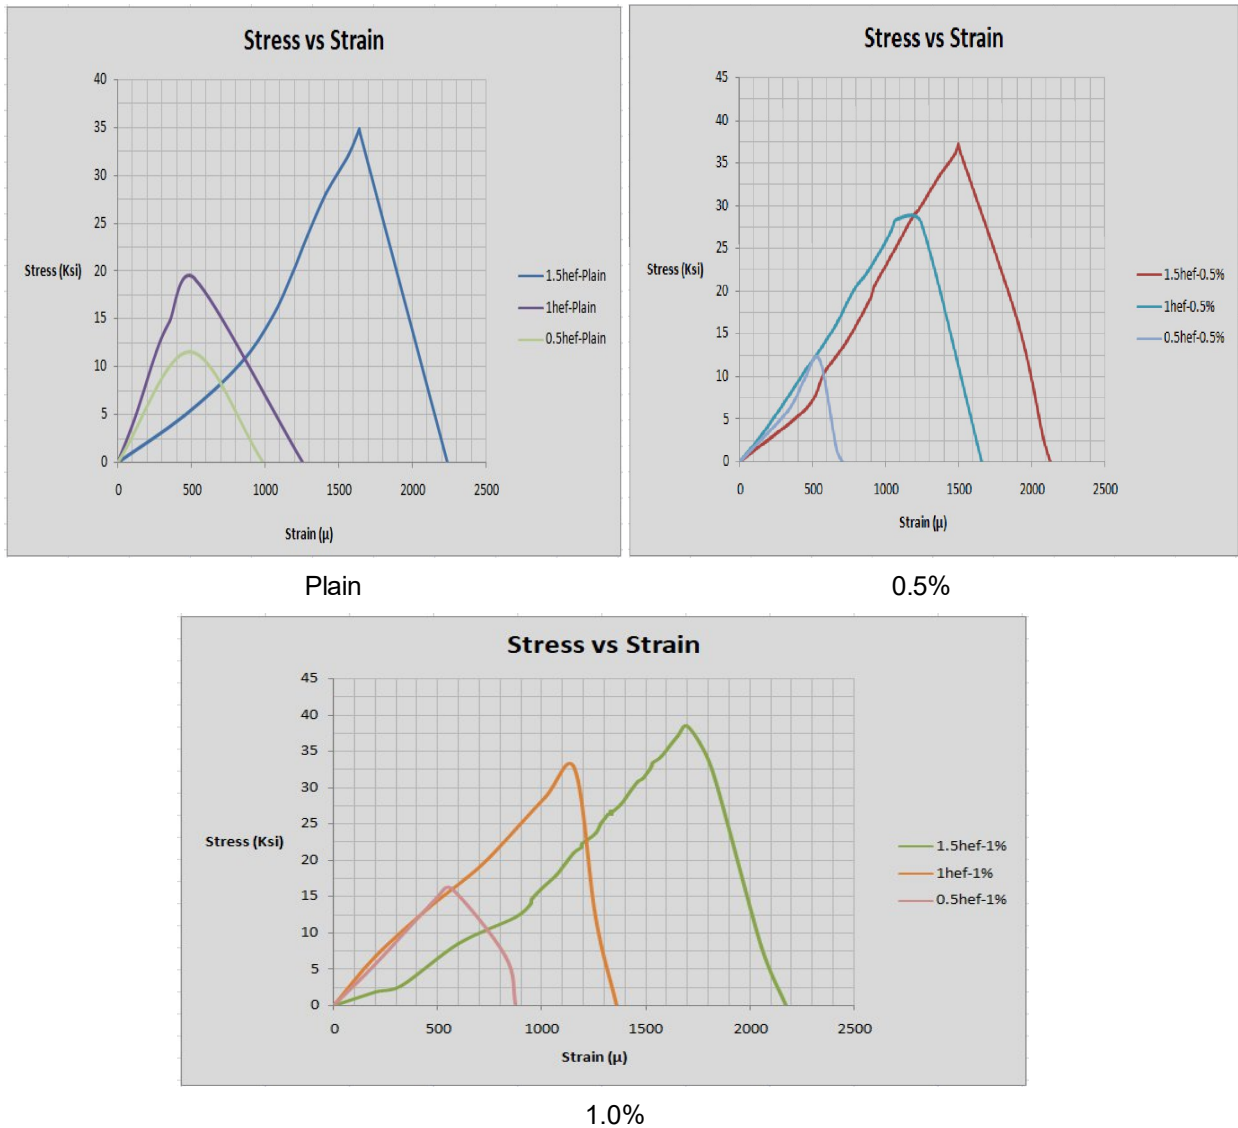 Stress vs Strain
40
35
30
25
20
15
10
5
0
Stress (Ksi)
0 500 1000 1500 2000 2500
Strain (µ)
1.5hef-Plain
1hef-Plain
0.5hef-Plain
Plain
Stress vs Strain
45
40
35
30
25
20
15
10
5
0
Stress (Ksi)
0 500 1000 1500 2000 2500
Strain (µ)
1.5hef-0.5%
1hef-0.5%
0.5hef-0.5%
0.5%
Stress vs Strain
45
40
35
30
25
20
15
10
5
0
Stress (Ksi)
0 500 1000 1500 2000 2500
Strain (µ)
1.5hef-1%
1hef-1%
0.5hef-1%
1.0%